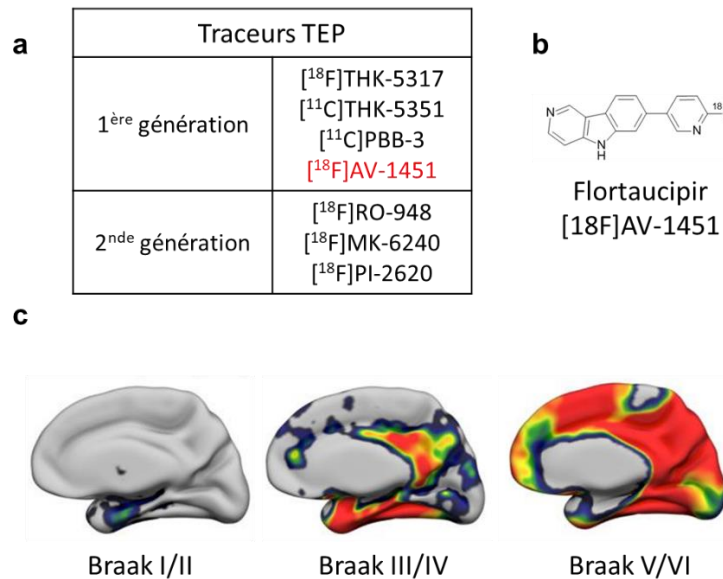 a
Traceurs TEP
1ère génération
[18F]THK-5317
[11C]THK-5351
[11C]PBB-3
[18F]AV-1451
2nde génération
[18F]RO-948
[18F]MK-6240
[18F]PI-2620
b
N
N
H
N
18
Flortaucipir
[18F]AV-1451
c
Braak I/II
Braak III/IV
Braak V/VI